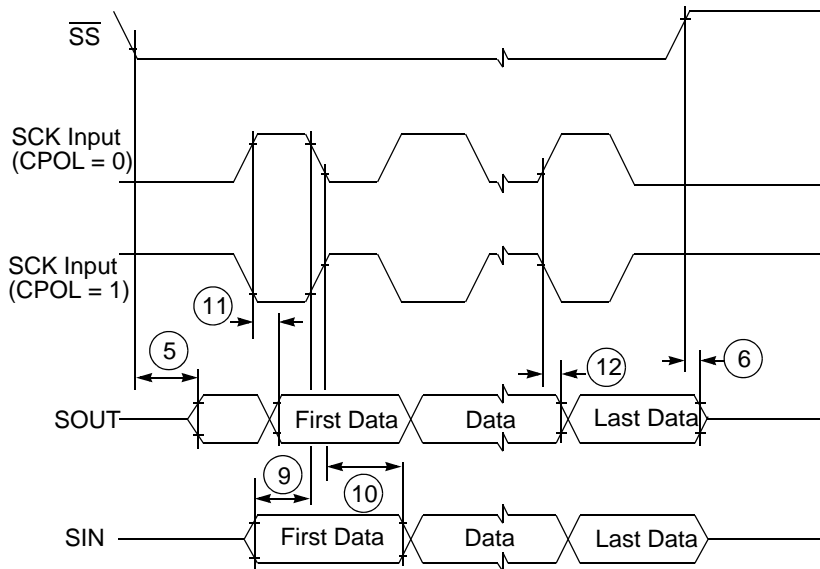 SS
SCK Input
(CPOL = 0)
SCK Input
(CPOL = 1)
11
5
12
6
SOUT
First Data
Data
Last Data
9
10
SIN
First Data
Data
Last Data